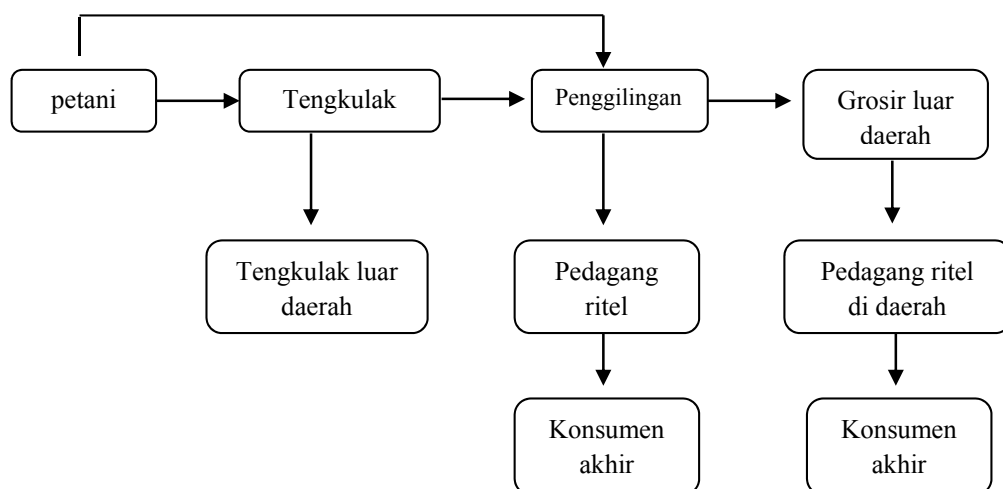 petani
Tengkulak
Penggilingan
Grosir luar
daerah
Tengkulak luar
daerah
Pedagang
ritel
Pedagang ritel
di daerah
Konsumen
akhir
Konsumen
akhir